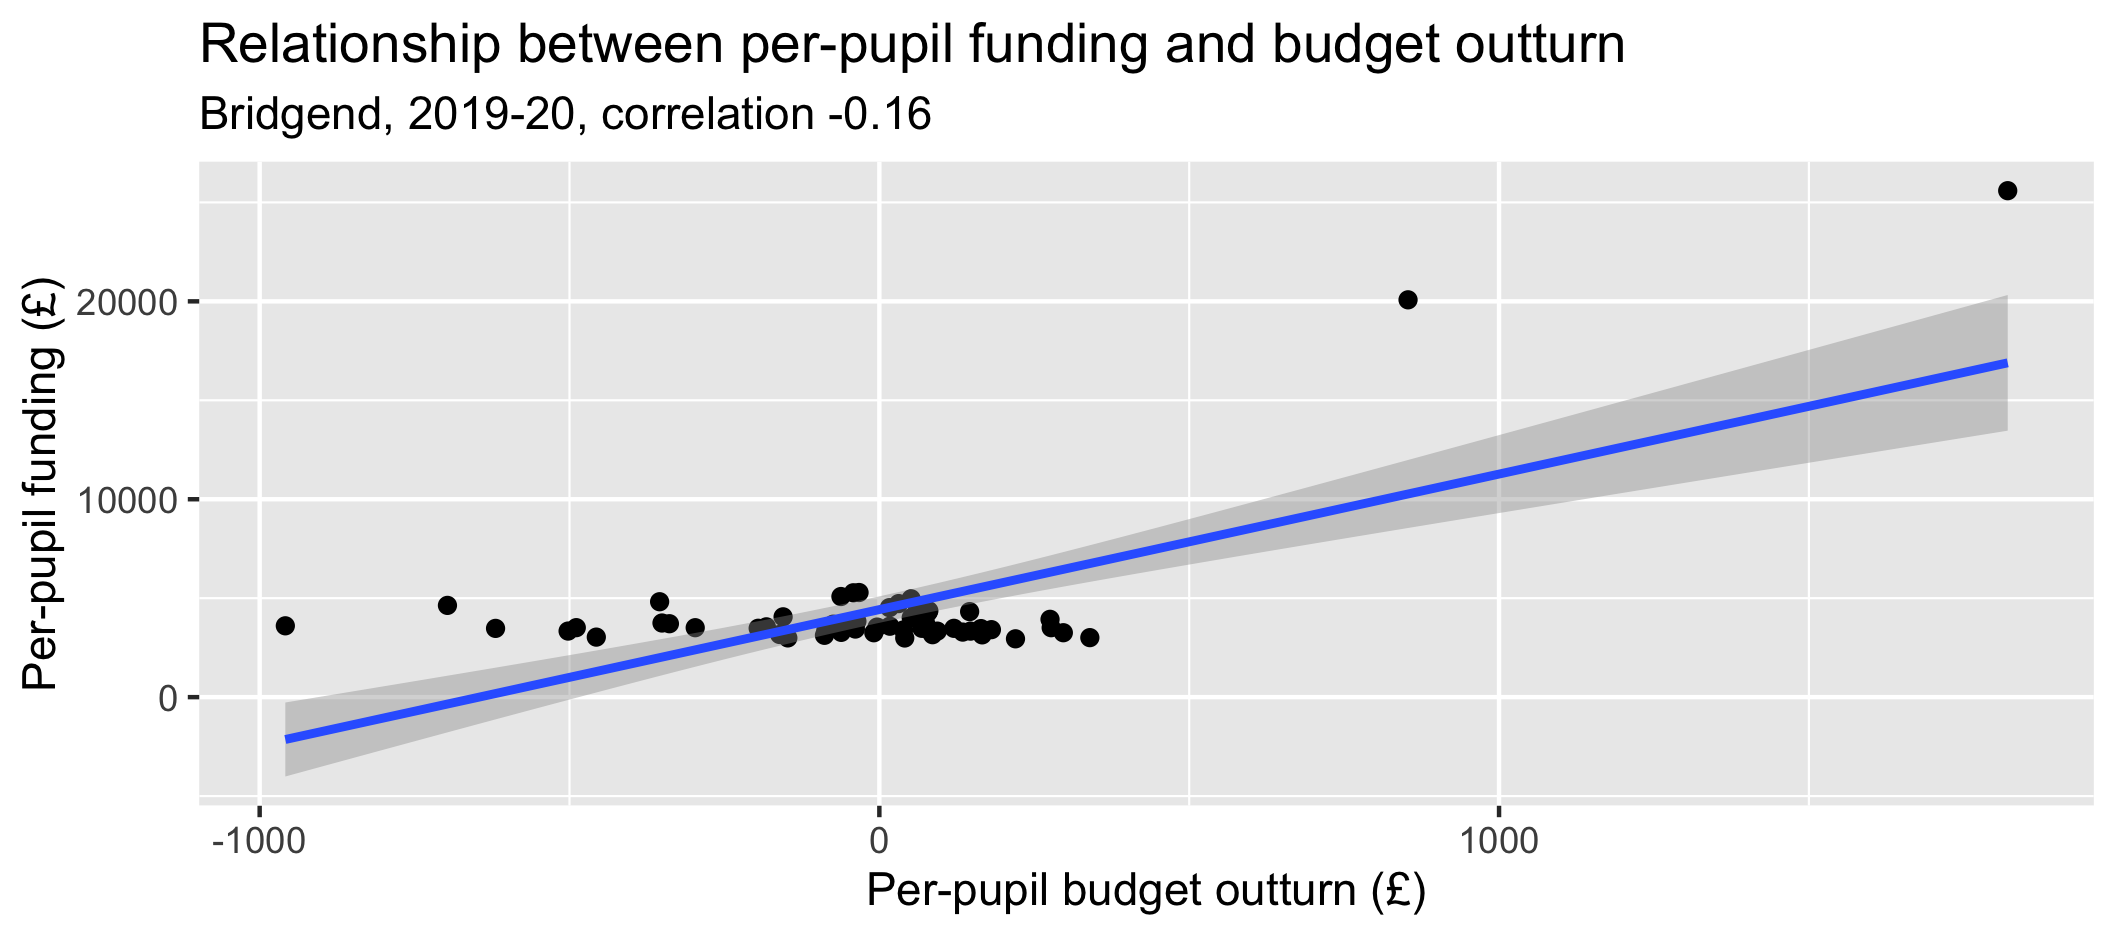 Relationship between per-pupil funding and budget outturn
Bridgend, 2019-20, correlation -0.16
Per-pupil funding (£)
20000
10000
0
-1000
0
1000
Per-pupil budget outturn (£)